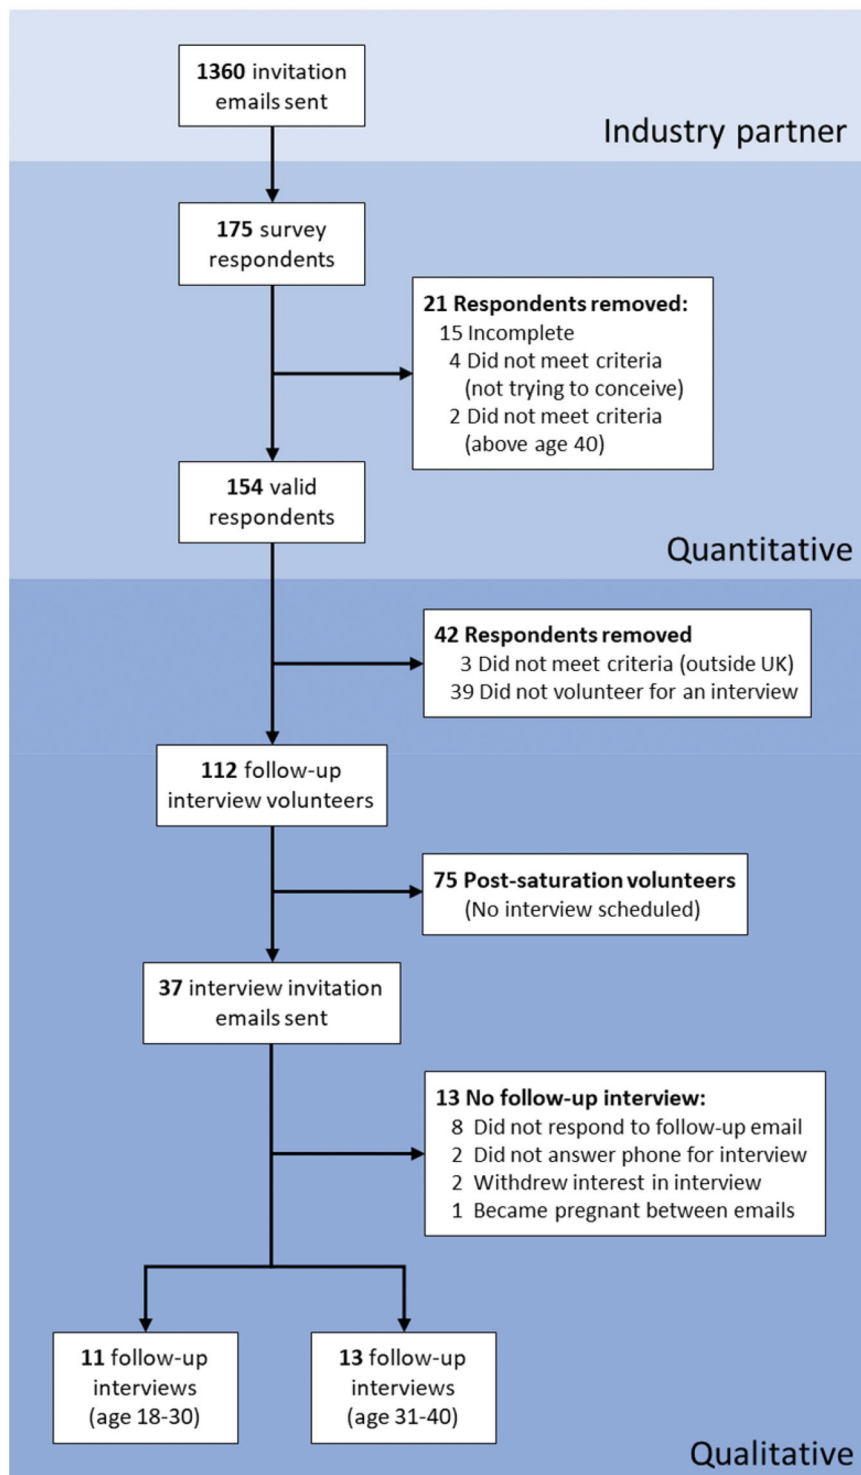 1360 invitation
emails sent
Industry partner
175 survey
respondents
21 Respondents removed:
15 Incomplete
4 Did not meet criteria
(not trying to conceive)
2 Did not meet criteria
(above age 40)
154 valid
respondents
Quantitative
42 Respondents removed
3 Did not meet criteria (outside UK)
39 Did not volunteer for an interview
112 follow-up
interview volunteers
75 Post-saturation volunteers
(No interview scheduled)
37 interview invitation
emails sent
13 No follow-up interview:
8 Did not respond to follow-up email
2 Did not answer phone for interview
2 Withdrew interest in interview
1 Became pregnant between emails
11 follow-up
interviews
(age 18-30)
13 follow-up
interviews
(age 31-40)
Qualitative